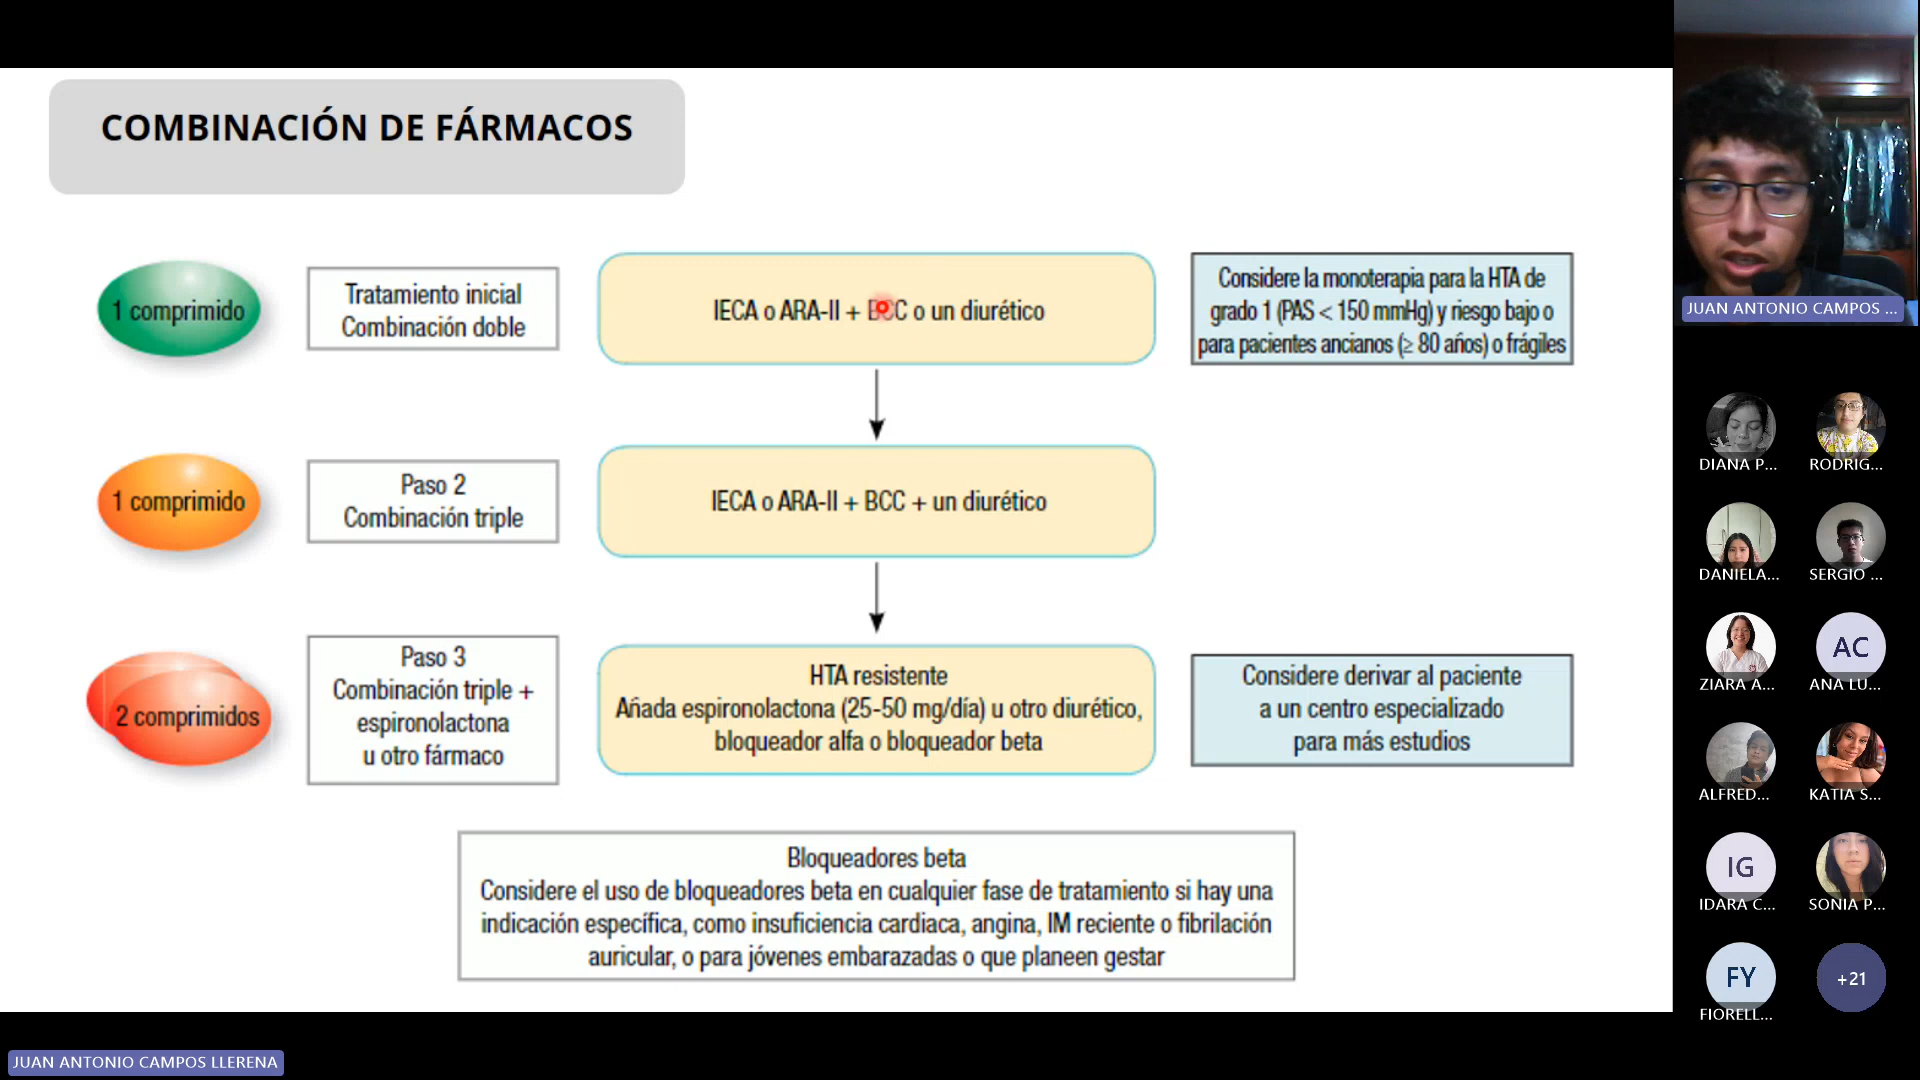 COMBINACIÓN DE FÁRMACOS
1 comprimido
Tratamiento inicial
Combinación doble
IECA o ARA-II + BCC o un diurético
Considere la monoterapia para la HTA de
grado 1 (PAS < 150 mmHg) y riesgo bajo o
para pacientes ancianos (≥ 80 años) o frágiles
1 comprimido
Paso 2
Combinación triple
IECA o ARA-II + BCC + un diurético
2 comprimidos
Paso 3
Combinación triple +
espironolactona
u otro fármaco
HTA resistente
Añada espironolactona (25-50 mg/día) u otro diurético,
bloqueador alfa o bloqueador beta
Considere derivar al paciente
a un centro especializado
para más estudios
Bloqueadores beta
Considere el uso de bloqueadores beta en cualquier fase de tratamiento si hay una
indicación específica, como insuficiencia cardiaca, angina, IM reciente o fibrilación
auricular, o para jóvenes embarazadas o que planeen gestar
JUAN ANTONIO CAMPOS ...
DIANA P...
RODRIG...
DANIELA...
SERGIO ...
ZIARA A...
AC
ANA LU...
ALFRED...
KATIA S...
IG
IDARA C...
SONIA P...
FY
FIORELL...
+21
JUAN ANTONIO CAMPOS LLERENA